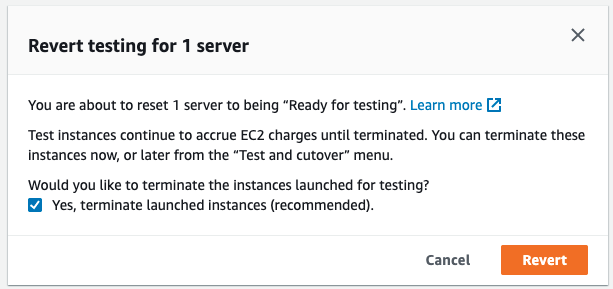 Revert testing for 1 server
You are about to reset 1 server to being “Ready for testing”. Learn more
Test instances continue to accrue EC2 charges until terminated. You can terminate these
instances now, or later from the “Test and cutover” menu.
Would you like to terminate the instances launched for testing?
Yes, terminate launched instances (recommended).
Cancel Revert